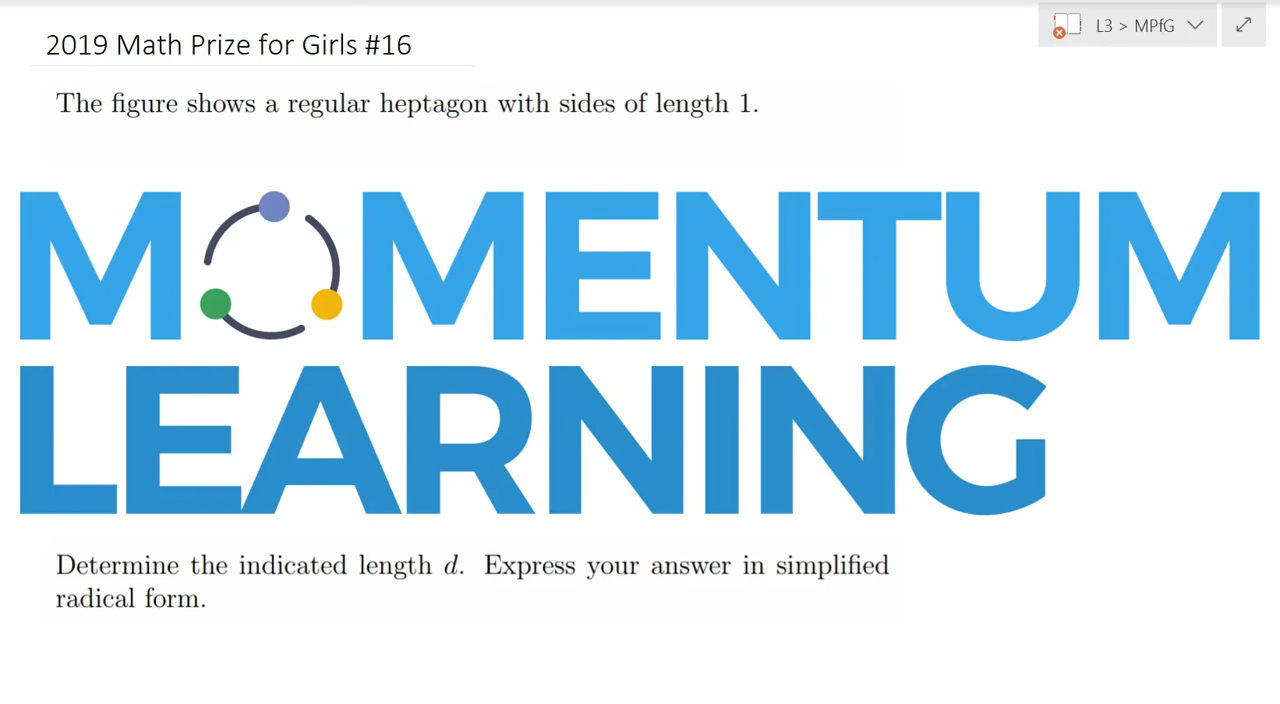 2019 Math Prize for Girls #16
L3 > MPfG
The figure shows a regular heptagon with sides of length 1.
MOMENTUM
LEARNING
Determine the indicated length d. Express your answer in simplified
radical form.